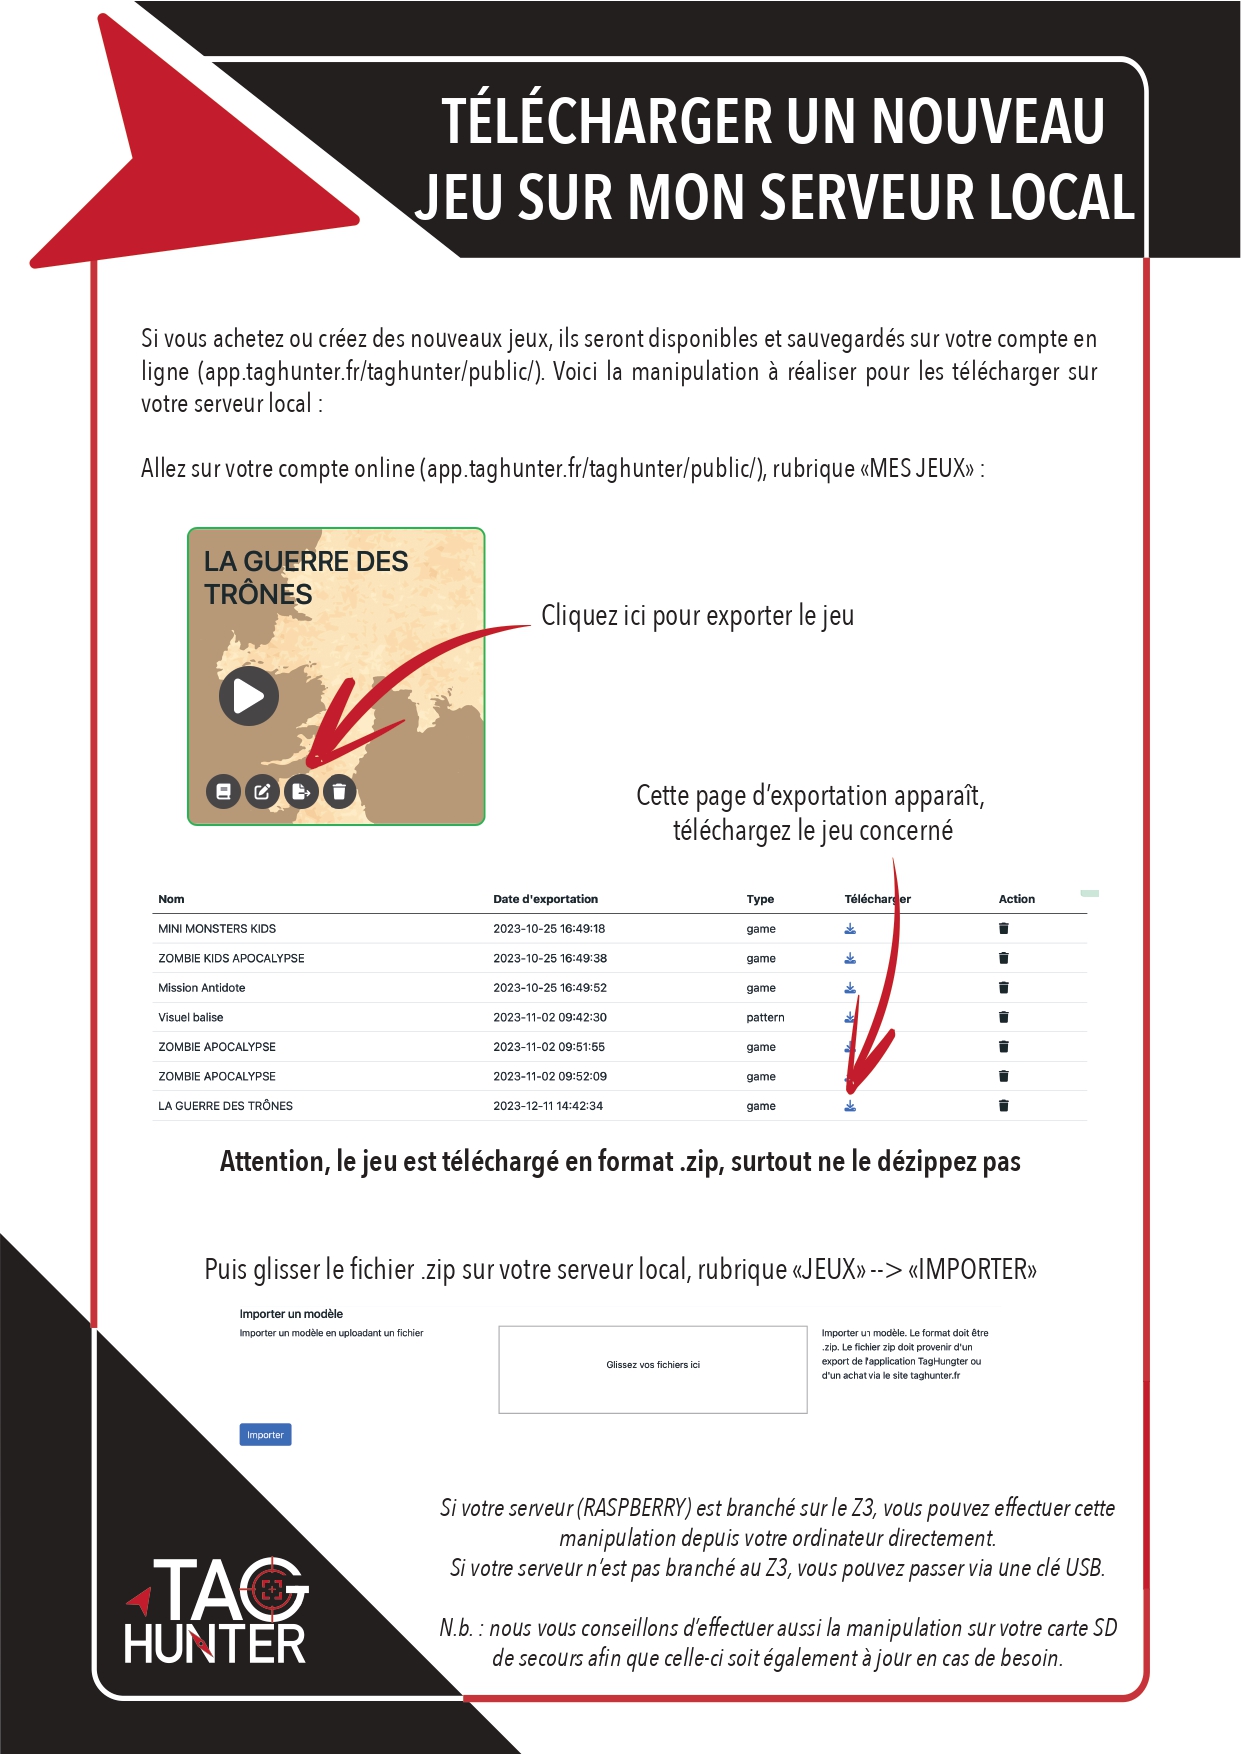 TÉLÉCHARGER UN NOUVEAU
JEU SUR MON SERVEUR LOCAL
Si vous achetez ou créez des nouveaux jeux, ils seront disponibles et sauvegardés sur votre compte en
ligne (app.taghunter.fr/taghunter/public/). Voici la manipulation à réaliser pour les télécharger sur
votre serveur local :
Allez sur votre compte online (app.taghunter.fr/taghunter/public/), rubrique «MES JEUX» :
LA GUERRE DES
TRÔNES
Cliquez ici pour exporter le jeu
Cette page d'exportation apparaît,
téléchargez le jeu concerné
Nom Date d'exportation Type Télécharger Action
MINI MONSTERS KIDS 2023-10-25 16:49:18 game
ZOMBIE KIDS APOCALYPSE 2023-10-25 16:49:38 game
Mission Antidote 2023-10-25 16:49:52 game
Visuel balise 2023-11-02 09:42:30 pattern
ZOMBIE APOCALYPSE 2023-11-02 09:51:55 game
ZOMBIE APOCALYPSE 2023-11-02 09:52:09 game
LA GUERRE DES TRÔNES 2023-12-11 14:42:34 game
Attention, le jeu est téléchargé en format .zip, surtout ne le dézippez pas
Puis glisser le fichier .zip sur votre serveur local, rubrique «JEUX» --> «IMPORTER»
Importer un modèle
Importer un modèle en uploadant un fichier
Glissez vos fichiers ici
Importer un modèle. Le format doit être
.zip. Le fichier zip doit provenir d'un
export de l'application TagHungter ou
d'un achat via le site taghunter.fr
Importer
Si votre serveur (RASPBERRY) est branché sur le Z3, vous pouvez effectuer cette
manipulation depuis votre ordinateur directement.
Si votre serveur n'est pas branché au Z3, vous pouvez passer via une clé USB.
N.b. : nous vous conseillons d'effectuer aussi la manipulation sur votre carte SD
de secours afin que celle-ci soit également à jour en cas de besoin.
TAG
HUNTER